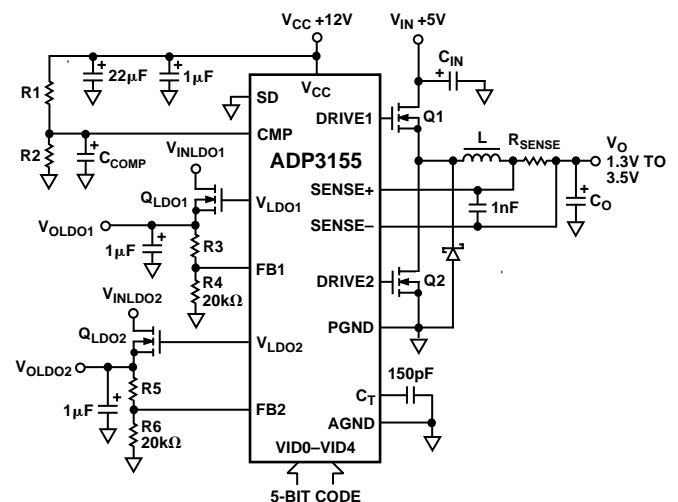 VCC +12V
VIN +5V
R1
22μF
1μF
CIN
VCC
SD
DRIVE1
Q1
R2
CCOMP
CMP
ADP3155
L
RSENSE
VO
1.3V TO
3.5V
VINLDO1
QLDO1
VLDO1
SENSE+
1nF
CO
VOLDO1
1μF
R3
SENSE–
FB1
R4
20kΩ
DRIVE2
Q2
VINLDO2
QLDO2
VLDO2
PGND
VOLDO2
1μF
R5
150pF
CT
FB2
R6
20kΩ
AGND
VID0–VID4
5-BIT CODE